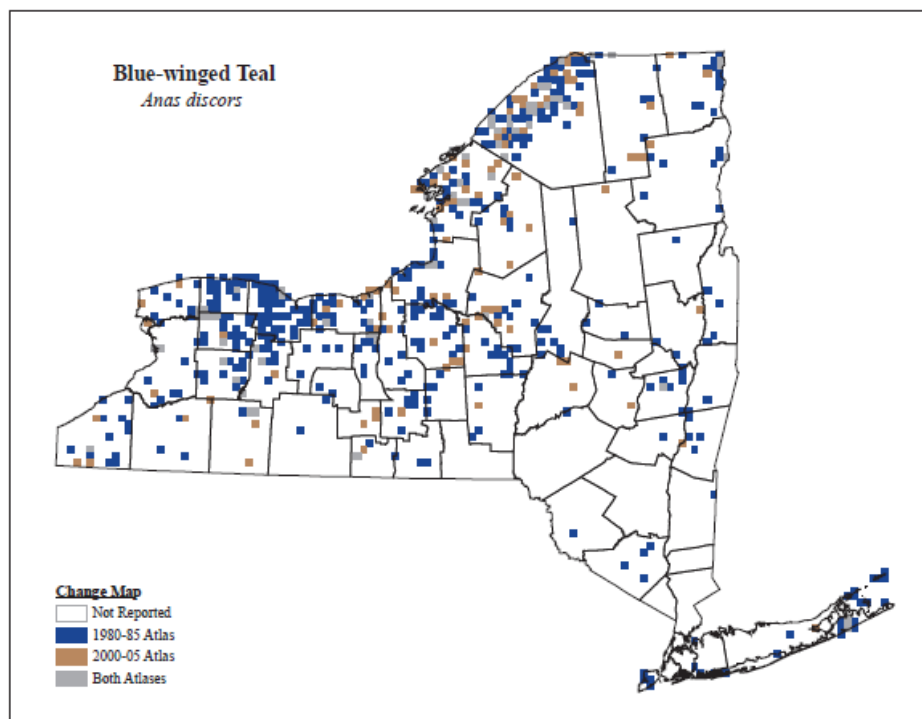 Blue-winged Teal
Anas discors
Change Map
Not Reported
1980-85 Atlas
2000-05 Atlas
Both Atlases